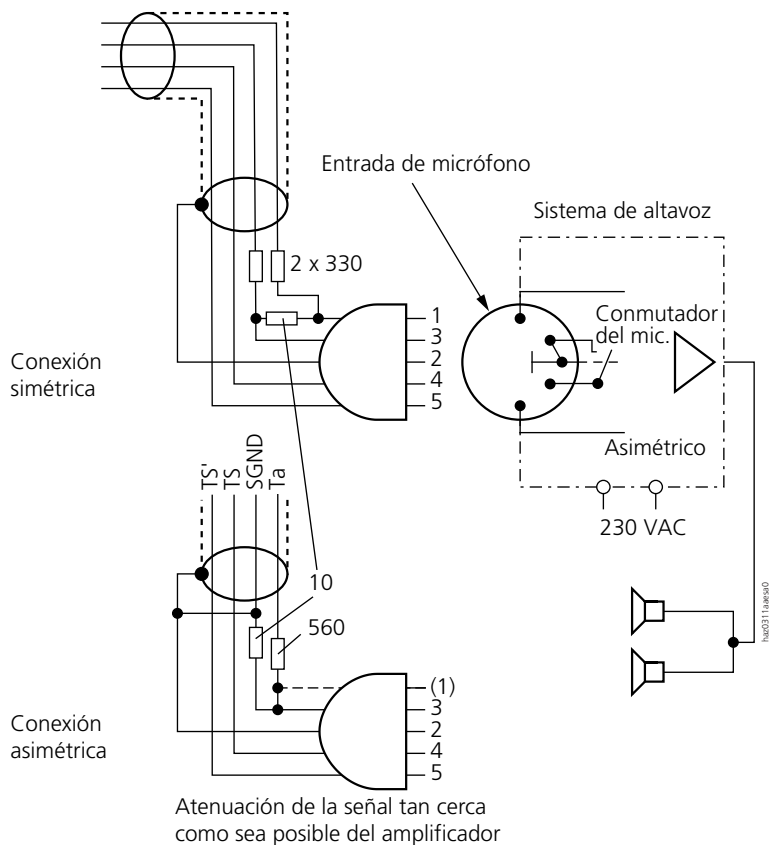 Entrada de micrófono
Sistema de altavoz
2 x 330
Conmutador
del mic.
1
3
2
4
5
Conexión
simétrica
Asimétrico
230 VAC
TS'
TS
SGND
Ta
10
560
(1)
3
2
4
5
Conexión
asimétrica
Atenuación de la señal tan cerca
como sea posible del amplificador
haz0311aaesa0